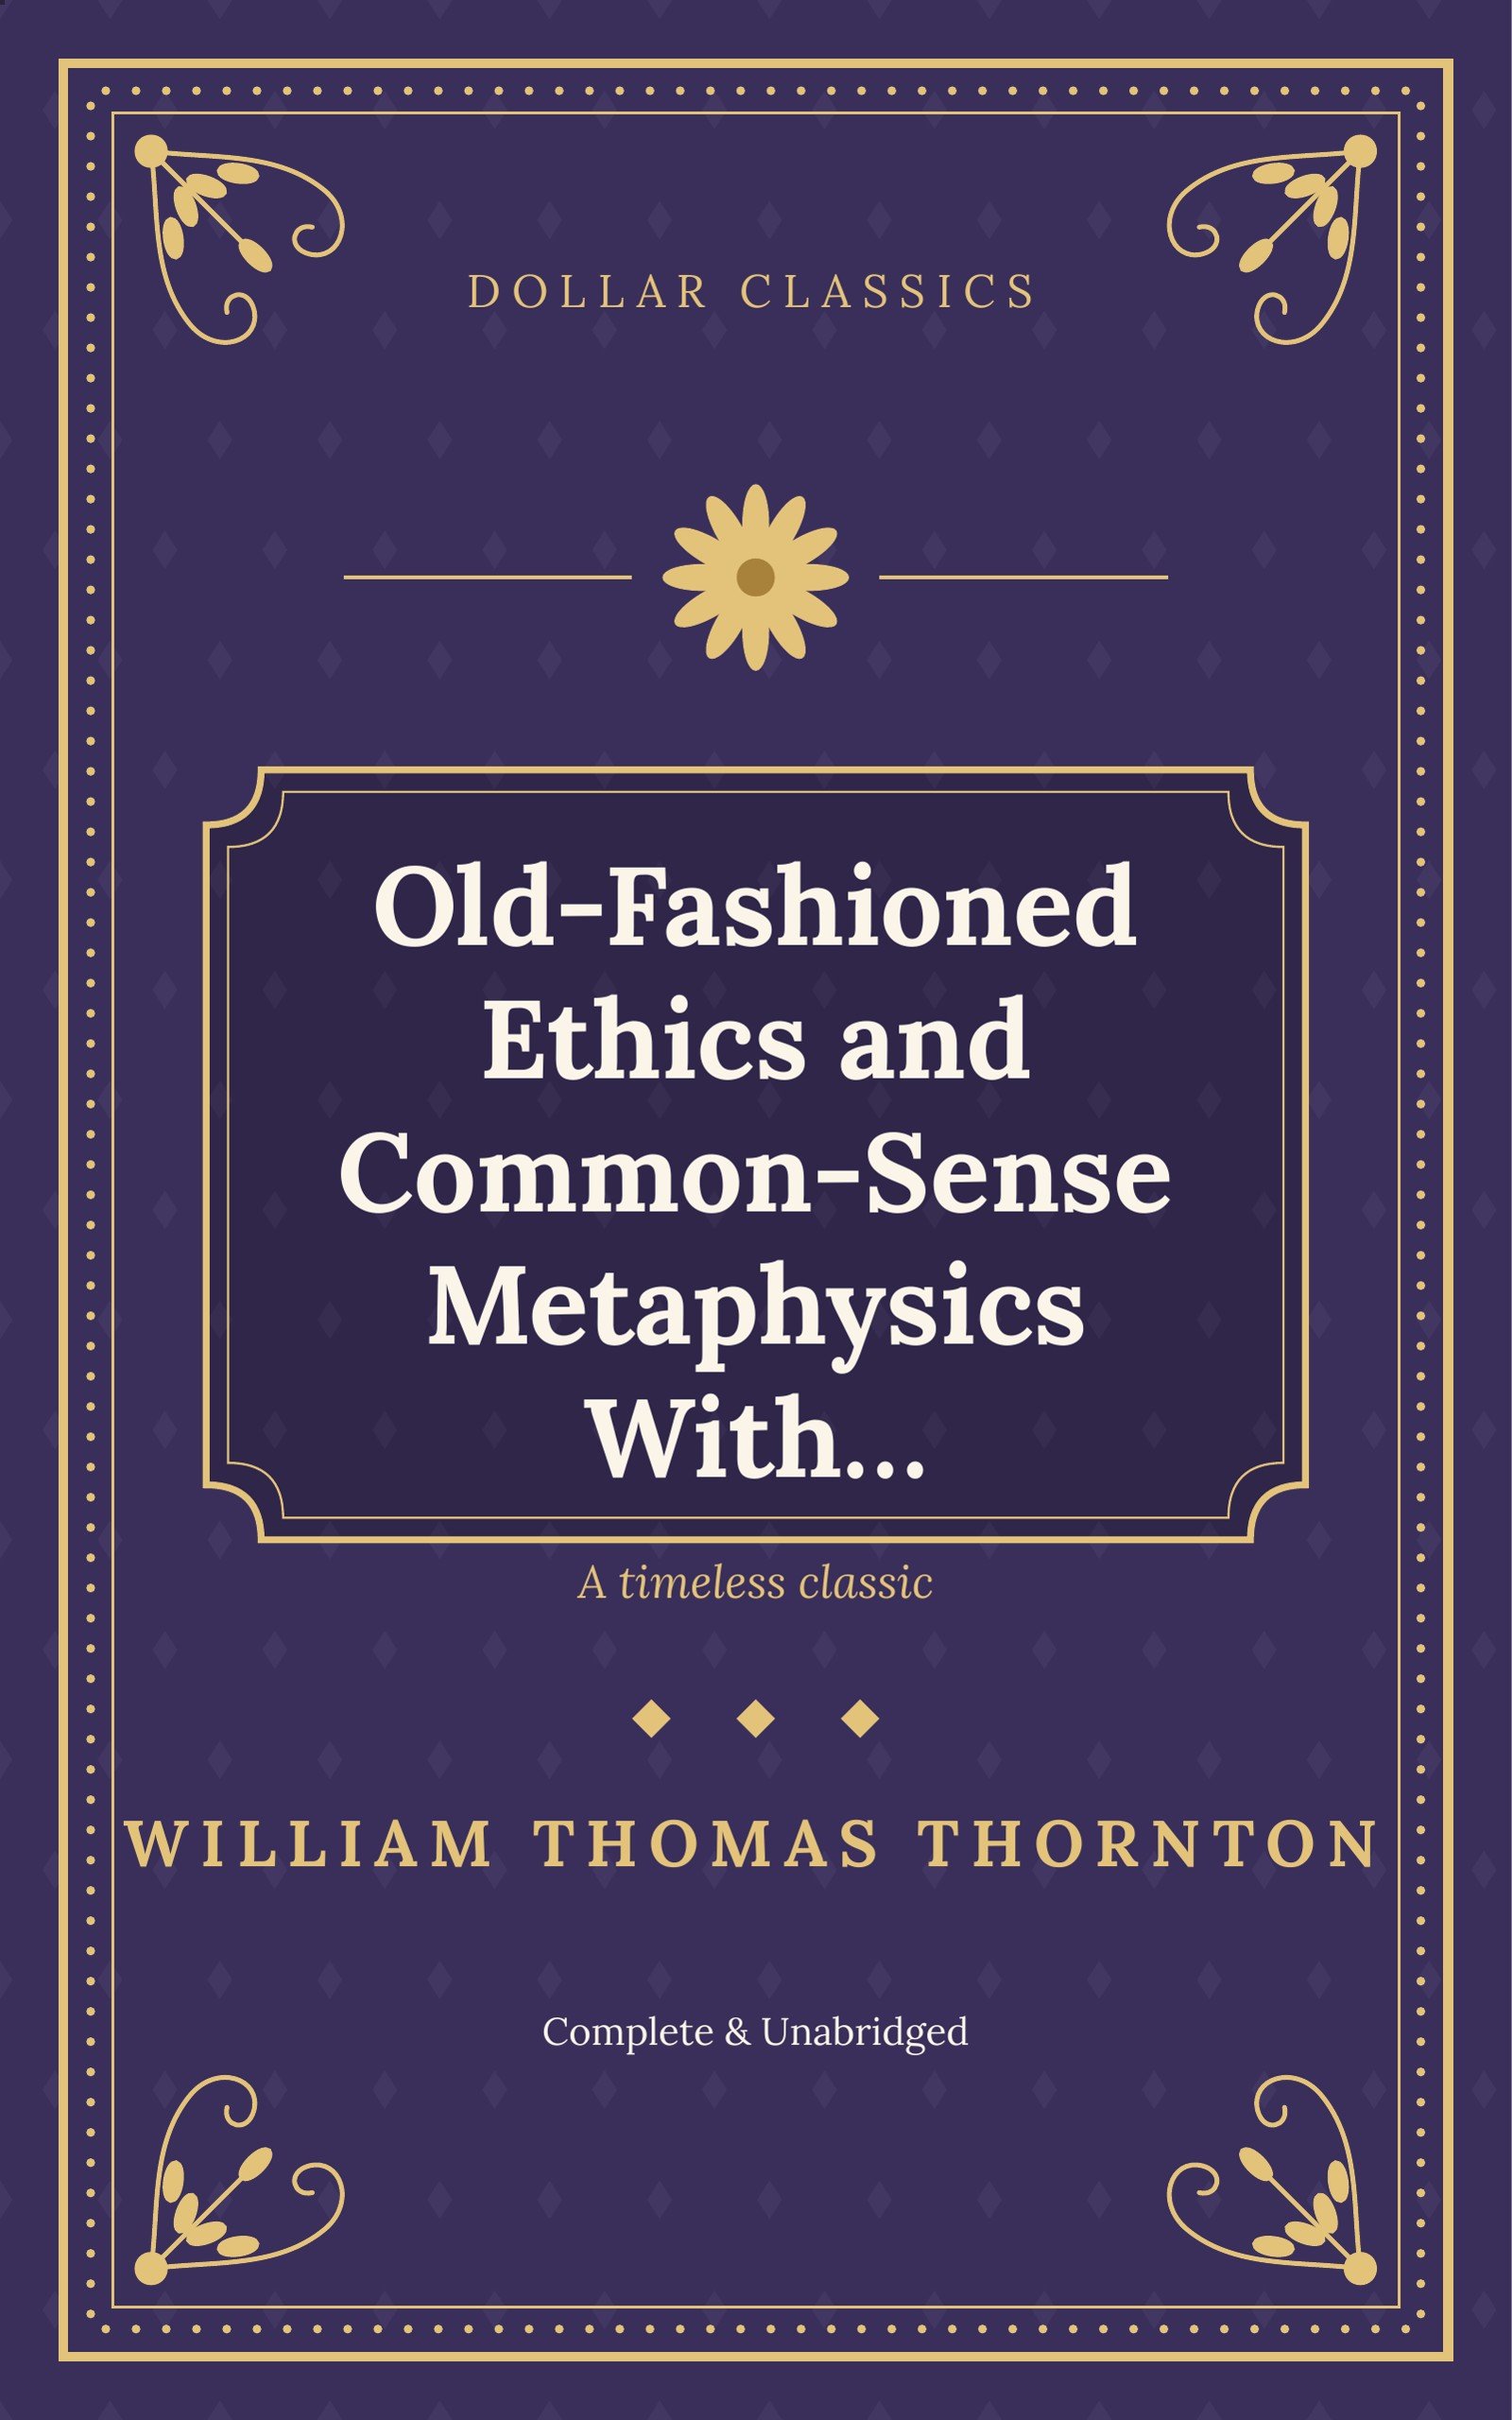 DOLLAR CLASSICS
Old-Fashioned
Ethics and
Common-Sense
Metaphysics
With...
A timeless classic
WILLIAM THOMAS THORNTON
Complete & Unabridged